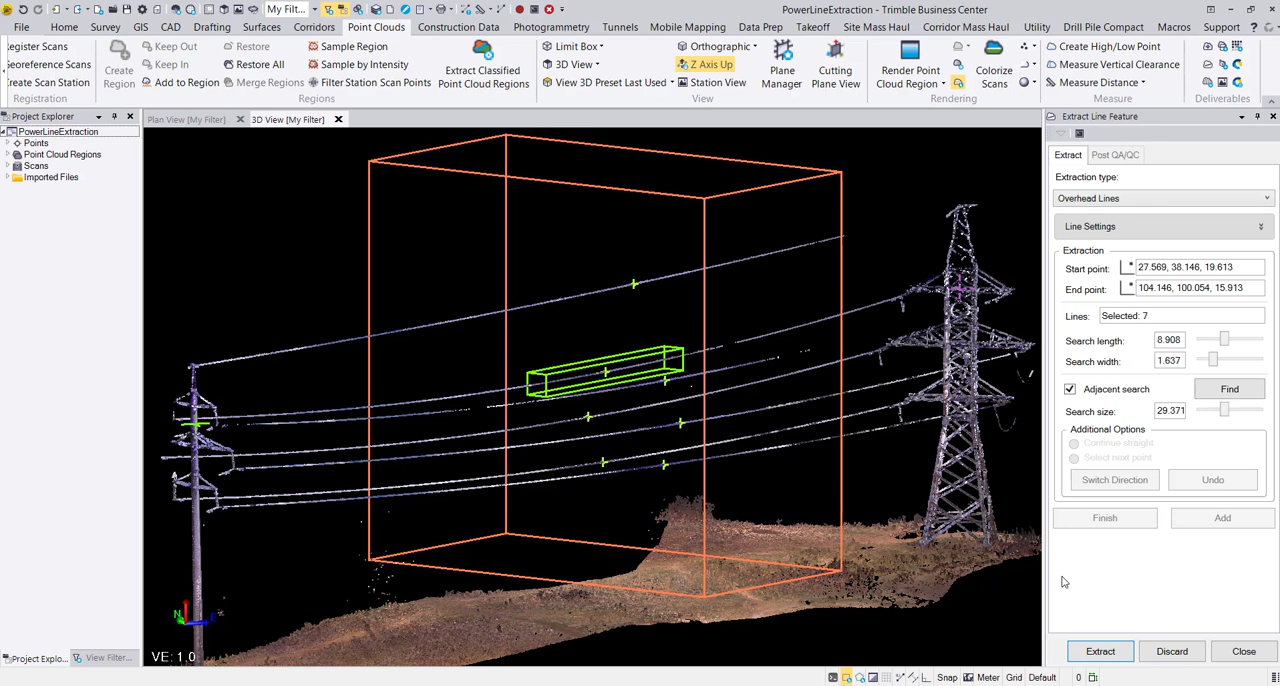 My Filt...
PowerLineExtraction - Trimble Business Center
File Home Survey GIS CAD Drafting Surfaces Corridors Point Clouds Construction Data Photogrammetry Tunnels Mobile Mapping Data Prep Takeoff Site Mass Haul Corridor Mass Haul Utility Drill Pile Compact Macros Support
egister Scans
eoreference Scans
create Scan Station
Registration
Create Region
Keep Out
Keep In
Add to Region
Restore
Restore All
Merge Regions
Sample Region
Sample by Intensity
Filter Station Scan Points
Regions
Extract Classified Point Cloud Regions
Limit Box
3D View
View 3D Preset Last Used
Orthographic
Z Axis Up
Station View
View
Plane Manager
Cutting Plane View
Render Point Cloud Region
Colorize Scans
Rendering
Create High/Low Point
Measure Vertical Clearance
Measure Distance
Measure
Deliverables
Project Explorer
PowerLineExtraction
Points
Point Cloud Regions
Scans
Imported Files
Plan View [My Filter]
3D View [My Filter]
N
VE: 1.0
Extract Line Feature
Extract Post QA/QC
Extraction type:
Overhead Lines
Line Settings
Extraction
Start point: 27.569, 38.146, 19.613
End point: 104.146, 100.054, 15.913
Lines: Selected: 7
Search length: 8.908
Search width: 1.637
Adjacent search Find
Search size: 29.371
Additional Options
Continue straight
Select next point
Switch Direction Undo
Finish Add
Extract Discard Close
Project Explo... View Filter...
Snap Meter Grid Default 0